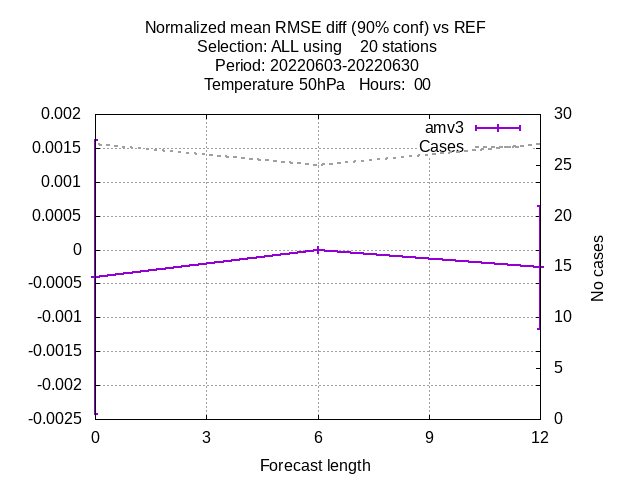 Normalized mean RMSE diff (90% conf) vs REF
Selection: ALL using    20 stations
Period: 20220603-20220630
Temperature 50hPa   Hours:  00
amv3
Cases
0.002
0.0015
0.001
0.0005
0
-0.0005
-0.001
-0.0015
-0.002
-0.0025
30
25
20
15
10
5
0
No cases
0 3 6 9 12
Forecast length